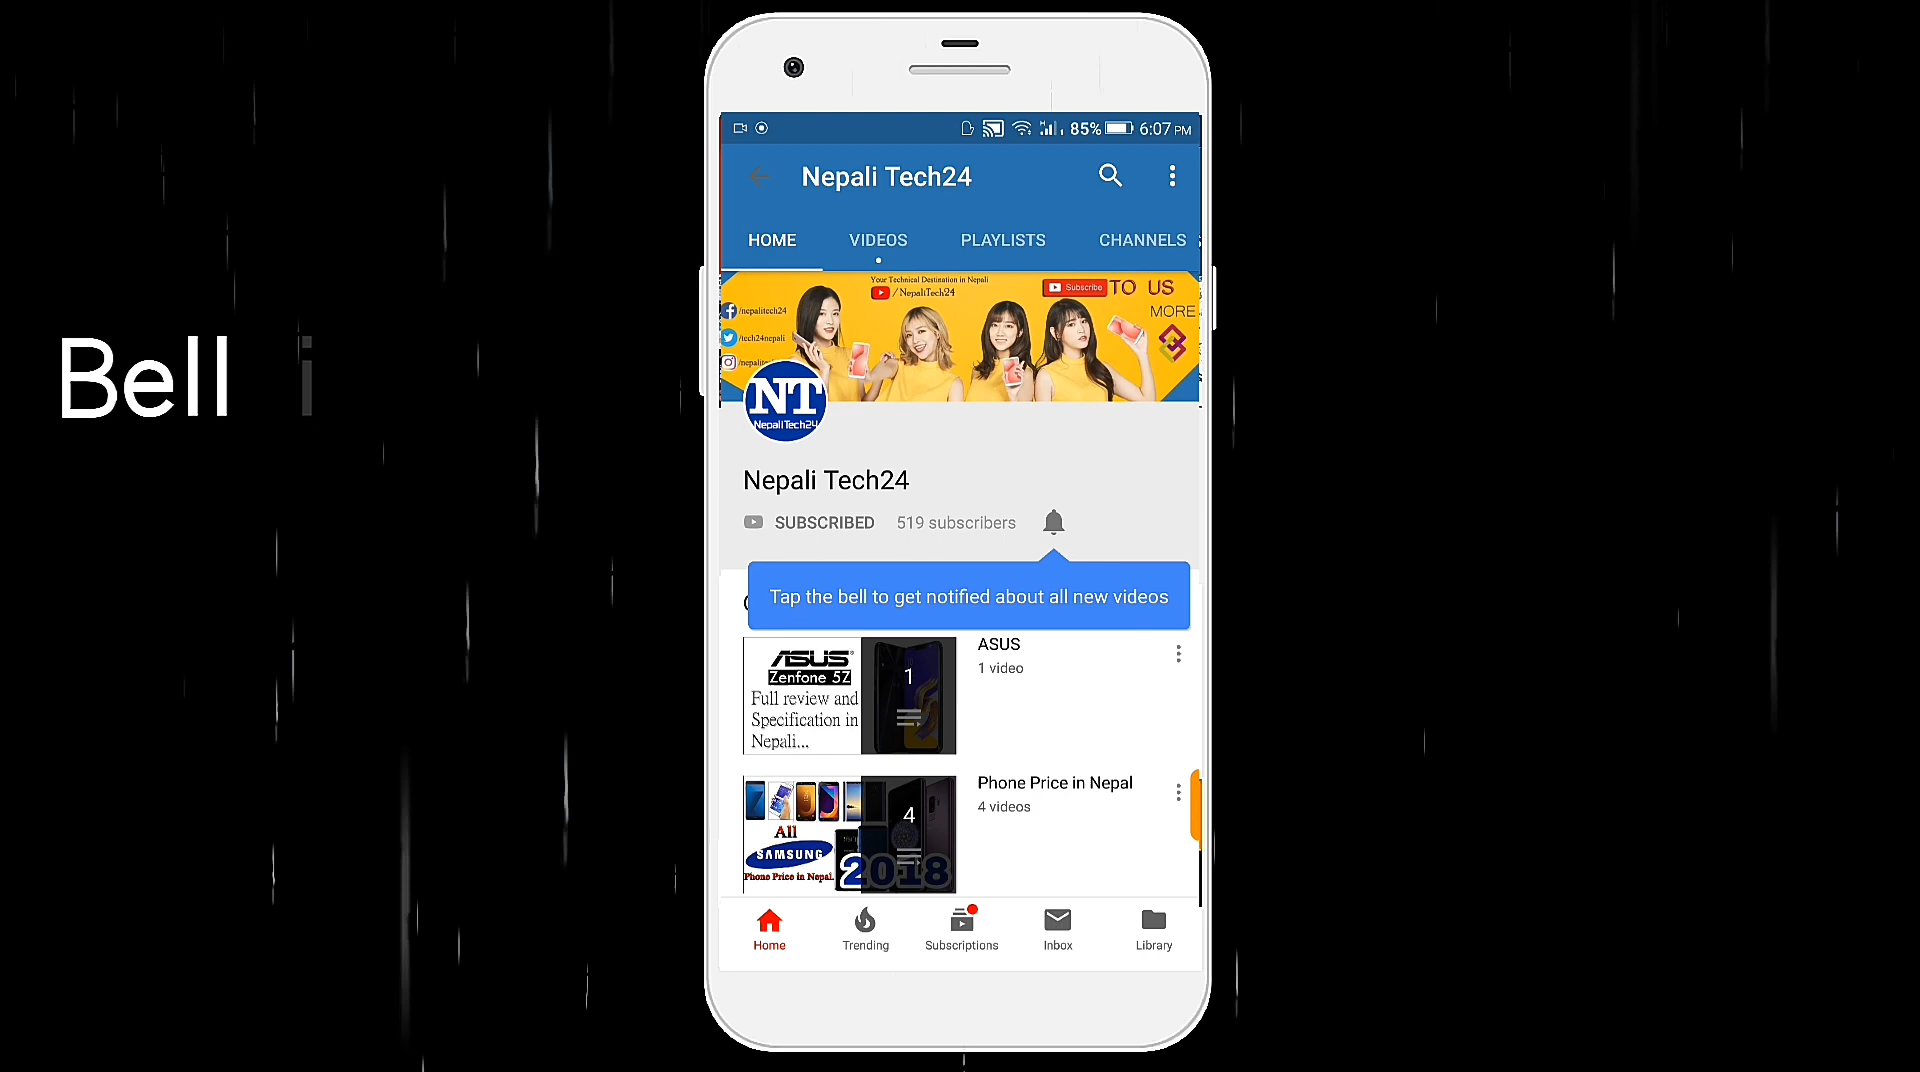 Bell i
85% 6:07 PM
Nepali Tech24
HOME VIDEOS PLAYLISTS CHANNELS
Your Technical Destination in Nepali
/NepaliTech24
Subscribe TO US
MORE
/nepalitech24
/tech24nepali
NT
NepaliTech24
Nepali Tech24
SUBSCRIBED 519 subscribers
Tap the bell to get notified about all new videos
ASUS
Zenfone 5Z
Full review and
Specification in
Nepali...
1
ASUS
1 video
All
SAMSUNG
Phone Price in Nepal.
2018
4
Phone Price in Nepal
4 videos
Home Trending Subscriptions Inbox Library